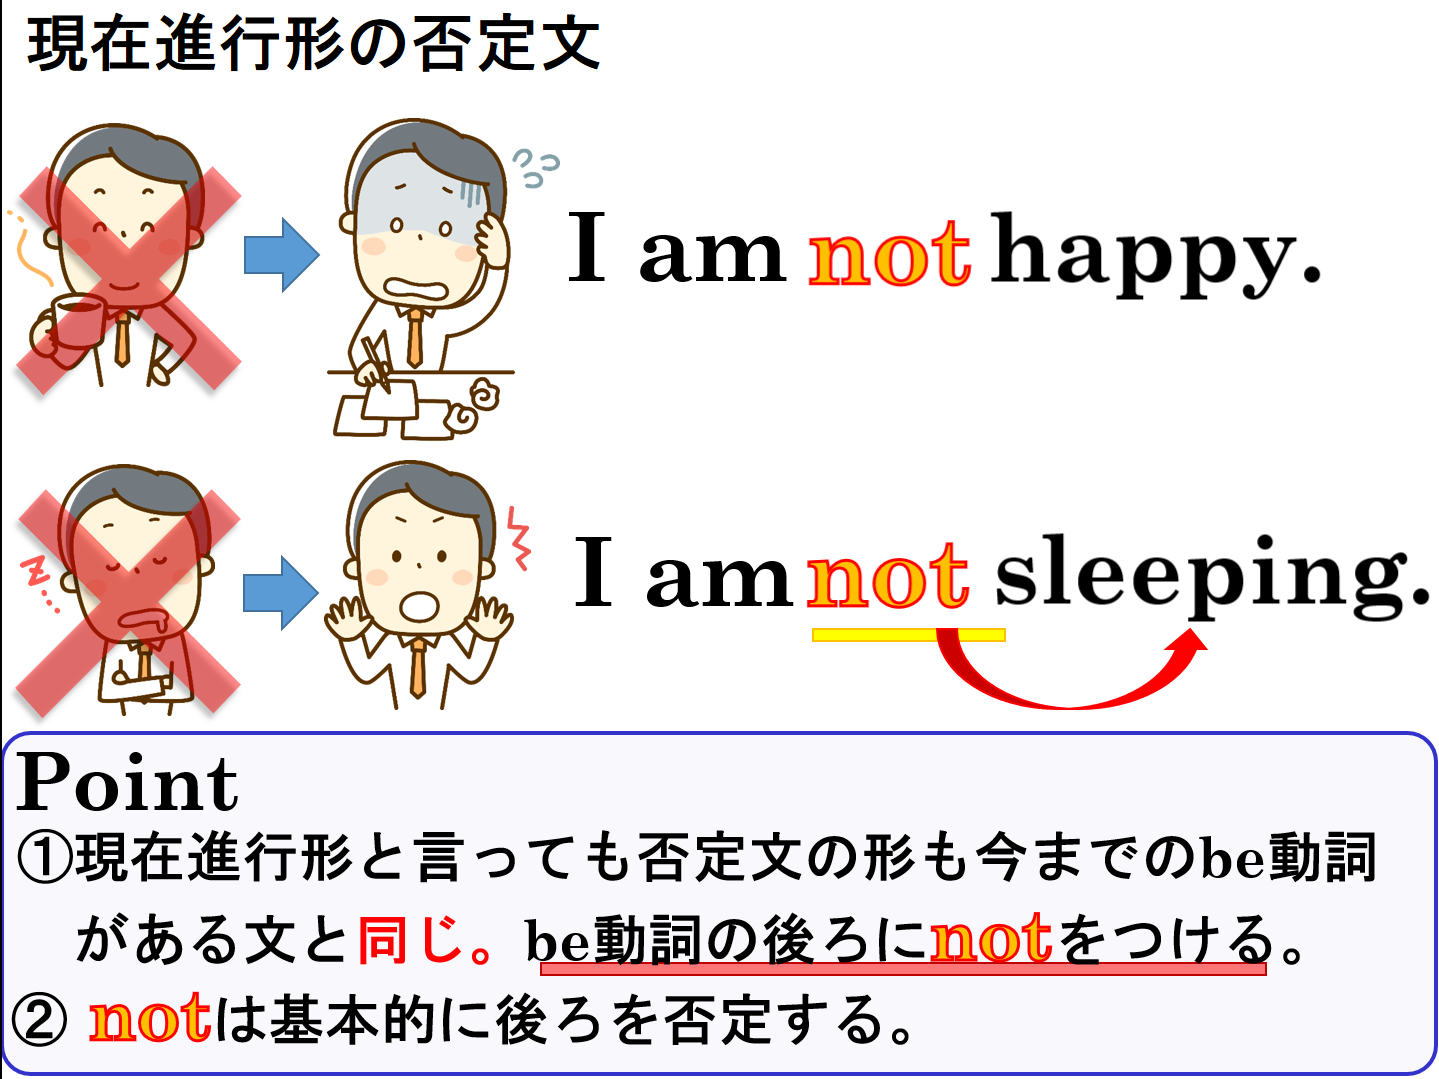 現在進行形の否定文
I am not happy.
I am not sleeping.
Point
①現在進行形と言っても否定文の形も今までのbe動詞
がある文と同じ。be動詞の後ろにnotをつける。
② notは基本的に後ろを否定する。